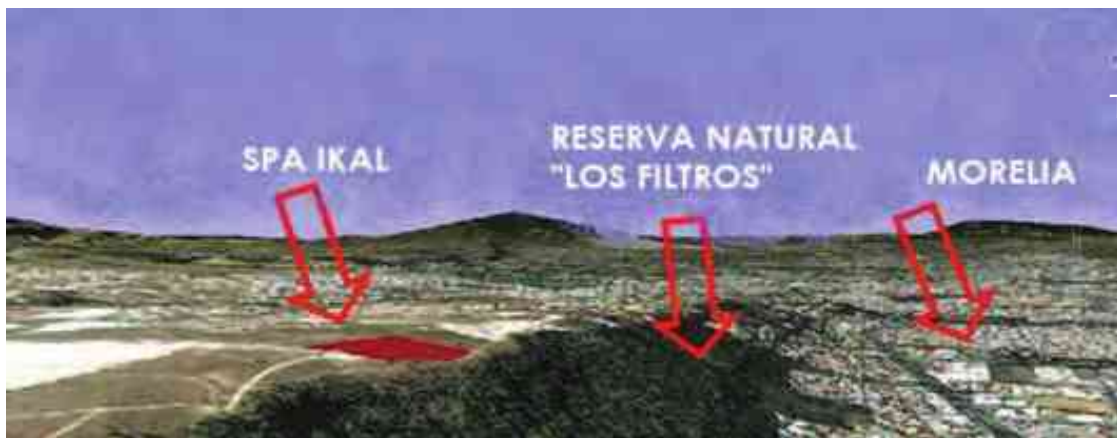 SPA IKAL
RESERVA NATURAL
"LOS FILTROS"
MORELIA